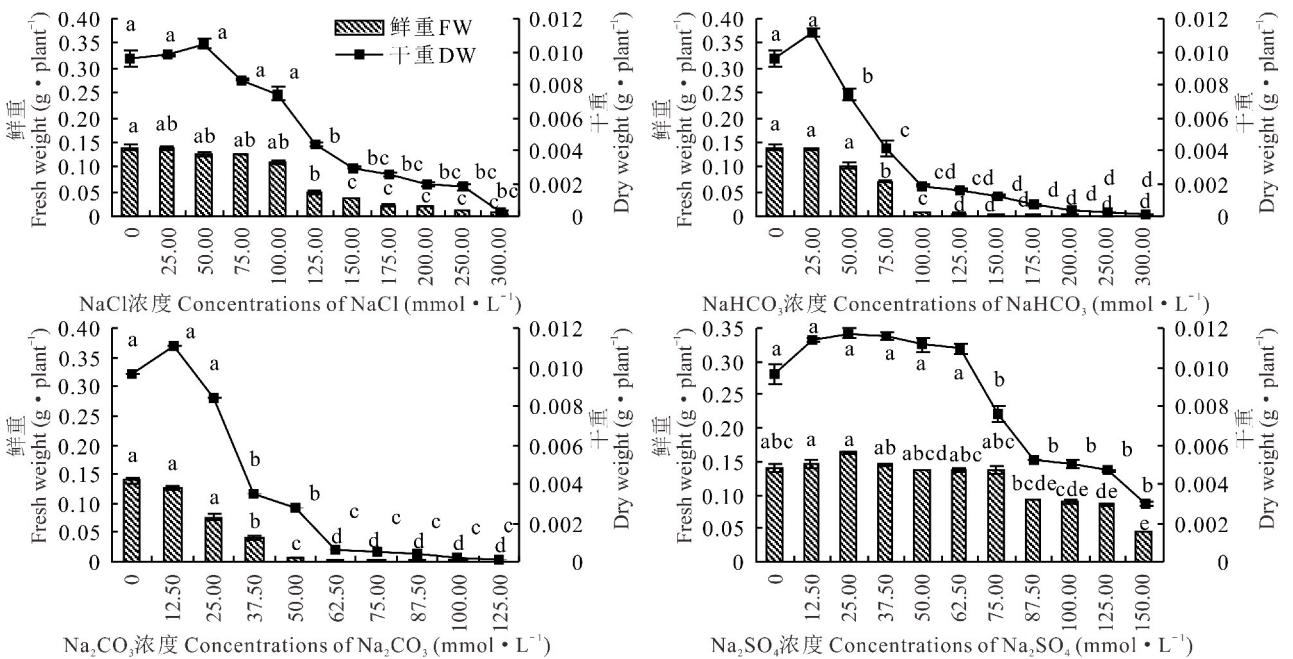 鲜重
Fresh weight (g·plant⁻¹)
0.40
0.35
0.30
0.25
0.20
0.15
0.10
0.05
0
a a a a a b bc bc bc bc bc
a ab ab ab ab b c c c c c
鲜重FW
干重DW
0.012
0.010
0.008
0.006
0.004
0.002
0
干重
Dry weight (g·plant⁻¹)
0 25.00 50.00 75.00 100.00 125.00 150.00 175.00 200.00 250.00 300.00
NaCl浓度 Concentrations of NaCl (mmol·L⁻¹)
鲜重
Fresh weight (g·plant⁻¹)
0.40
0.35
0.30
0.25
0.20
0.15
0.10
0.05
0
a a b c cd cd cd d d d d
a a a b c d d d d d d
0.012
0.010
0.008
0.006
0.004
0.002
0
干重
Dry weight (g·plant⁻¹)
0 25.00 50.00 75.00 100.00 125.00 150.00 175.00 200.00 250.00 300.00
NaHCO₃浓度 Concentrations of NaHCO₃ (mmol·L⁻¹)
鲜重
Fresh weight (g·plant⁻¹)
0.40
0.35
0.30
0.25
0.20
0.15
0.10
0.05
0
a a a b b c c c c c
a a a b c d d d d d
0.012
0.010
0.008
0.006
0.004
0.002
0
干重
Dry weight (g·plant⁻¹)
0 12.50 25.00 37.50 50.00 62.50 75.00 87.50 100.00 125.00
Na₂CO₃浓度 Concentrations of Na₂CO₃ (mmol·L⁻¹)
鲜重
Fresh weight (g·plant⁻¹)
0.35
0.30
0.25
0.20
0.15
0.10
0.05
0
a a a a a a b b b b b
abc a a ab abcd abc abc bcde cde de e
0.012
0.010
0.008
0.006
0.004
0.002
0
干重
Dry weight (g·plant⁻¹)
0 12.50 25.00 37.50 50.00 62.50 75.00 87.50 100.00 125.00 150.00
Na₂SO₄浓度 Concentrations of Na₂SO₄ (mmol·L⁻¹)